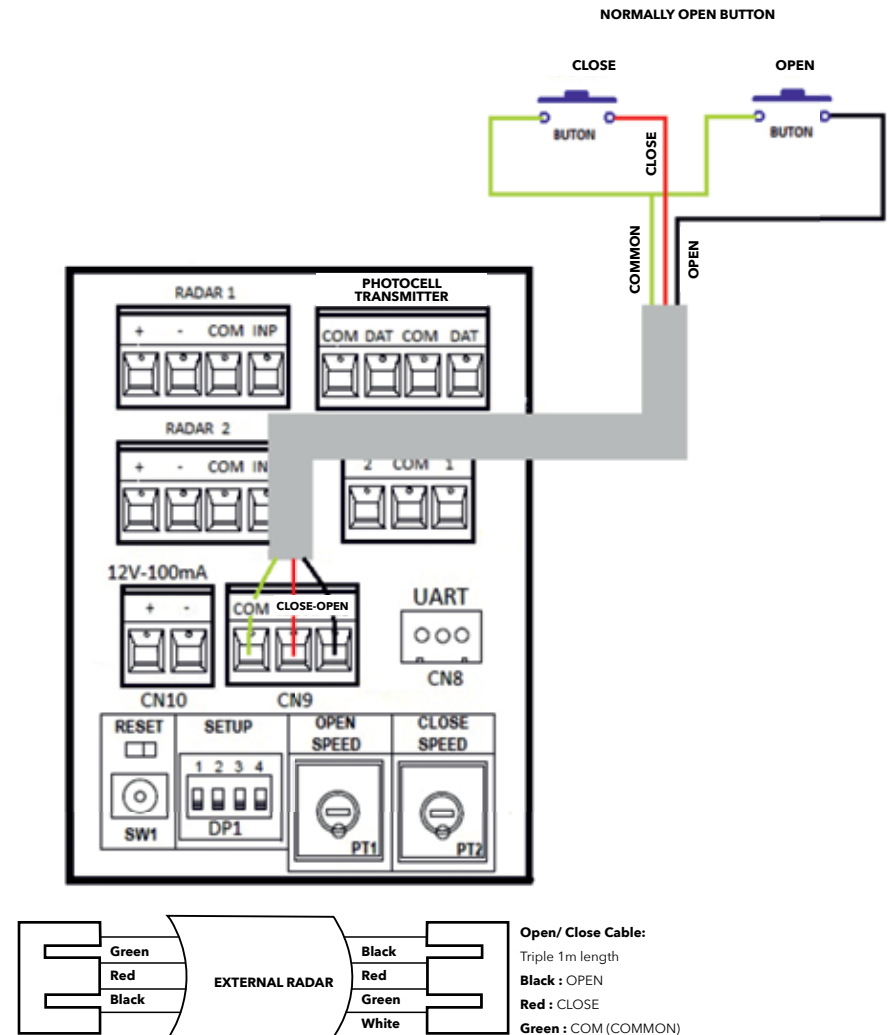 NORMALLY OPEN BUTTON
CLOSE
OPEN
BUTON
BUTON
CLOSE
COMMON
OPEN
RADAR 1
+ - COM INP
PHOTOCELL
TRANSMITTER
COM DAT COM DAT
RADAR 2
+ - COM IN
2 COM 1
12V-100mA
+ -
CN10
COM CLOSE-OPEN
CN9
UART
CN8
RESET
SW1
SETUP
1 2 3 4
DP1
OPEN
SPEED
PT1
CLOSE
SPEED
PT2
Green
Red
Black
EXTERNAL RADAR
Black
Red
Green
White
Open/ Close Cable:
Triple 1m length
Black : OPEN
Red : CLOSE
Green : COM (COMMON)